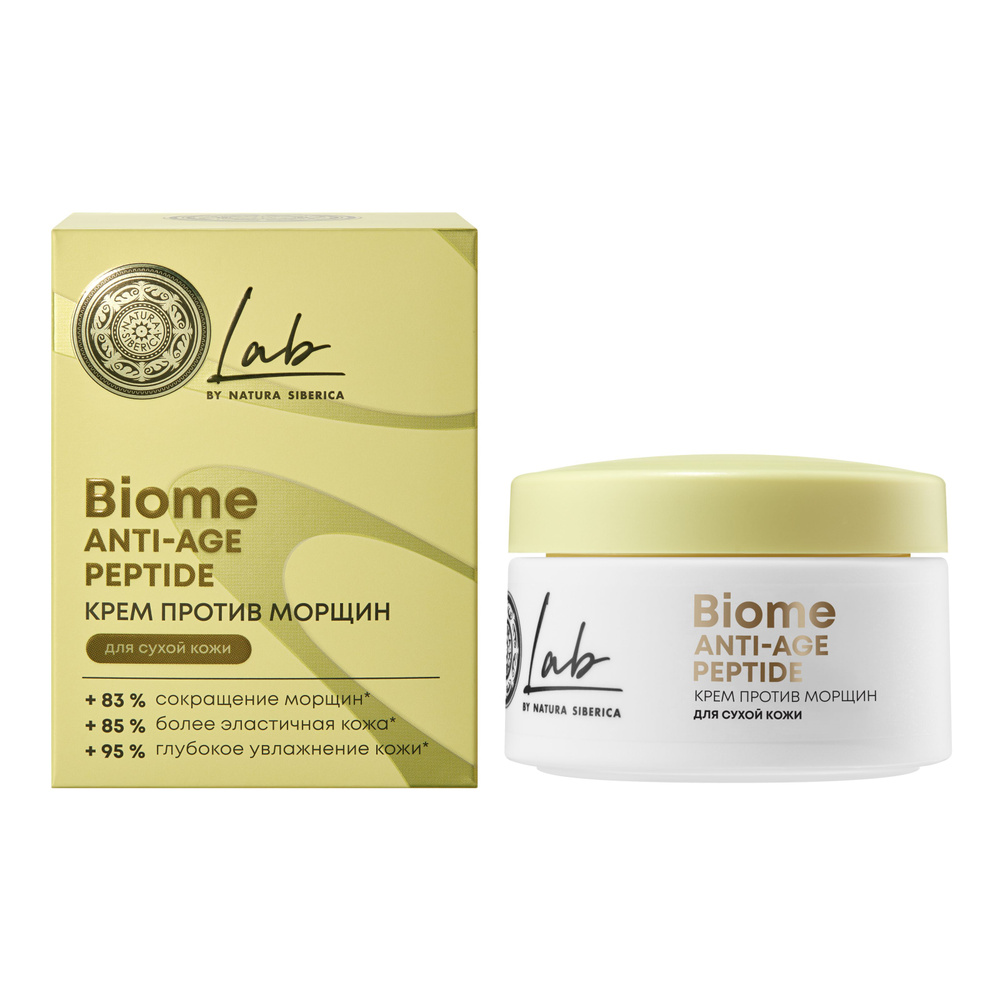 NATURA
SIBERICA
Lab
BY NATURA SIBERICA
Biome
ANTI-AGE
PEPTIDE
КРЕМ ПРОТИВ МОРЩИН
для сухой кожи
+ 83 % сокращение морщин*
+ 85 % более эластичная кожа*
+ 95 % глубокое увлажнение кожи*
Lab
BY NATURA SIBERICA
Biome
ANTI-AGE
PEPTIDE
КРЕМ ПРОТИВ МОРЩИН
для сухой кожи